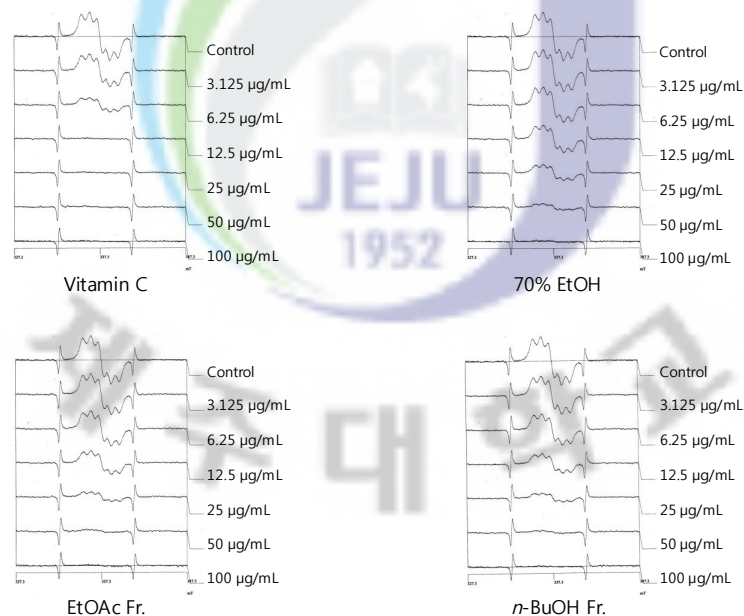 Control
3.125 µg/mL
6.25 µg/mL
12.5 µg/mL
25 µg/mL
50 µg/mL
100 µg/mL
Vitamin C
Control
3.125 µg/mL
6.25 µg/mL
12.5 µg/mL
25 µg/mL
50 µg/mL
100 µg/mL
70% EtOH
JEJU
1952
제주대학교
Control
3.125 µg/mL
6.25 µg/mL
12.5 µg/mL
25 µg/mL
50 µg/mL
100 µg/mL
EtOAc Fr.
Control
3.125 µg/mL
6.25 µg/mL
12.5 µg/mL
25 µg/mL
50 µg/mL
100 µg/mL
n-BuOH Fr.